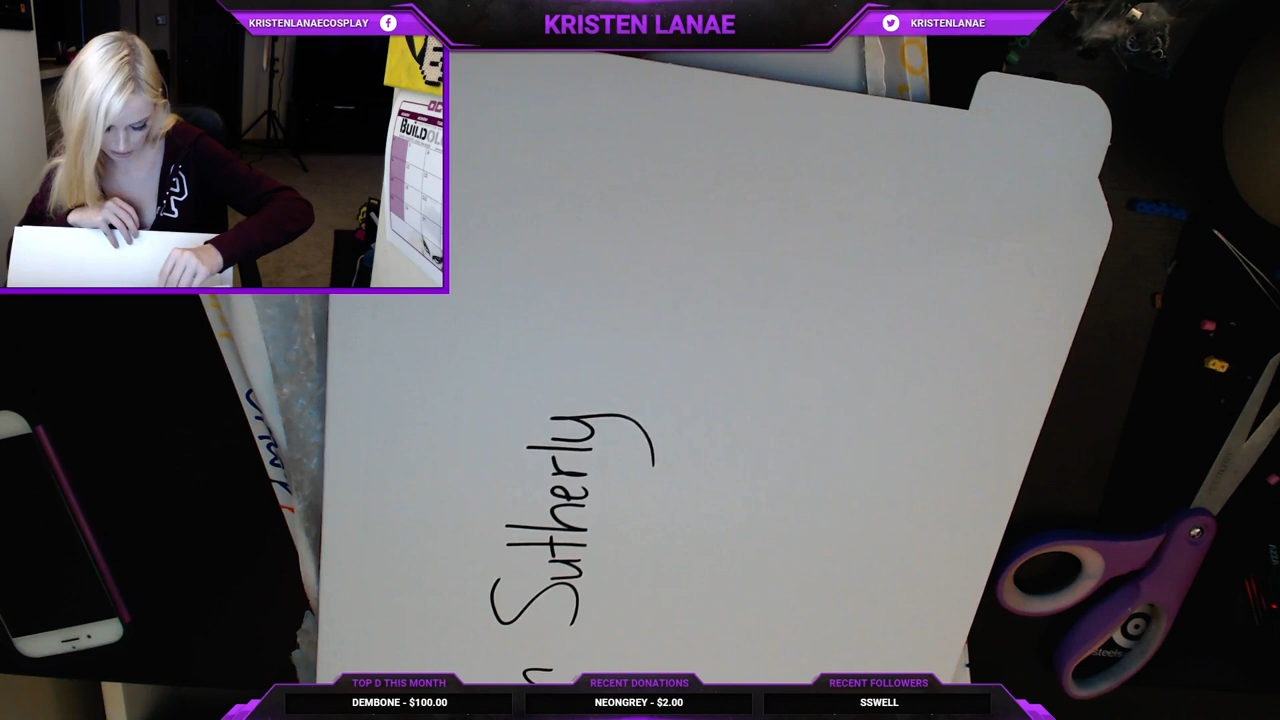 KRISTENLANAECOSPLAY
KRISTEN LANAE
KRISTENLANAE
Sutherly
TOP D THIS MONTH
DEMBONE - $100.00
RECENT DONATIONS
NEONGREY - $2.00
RECENT FOLLOWERS
SSWELL